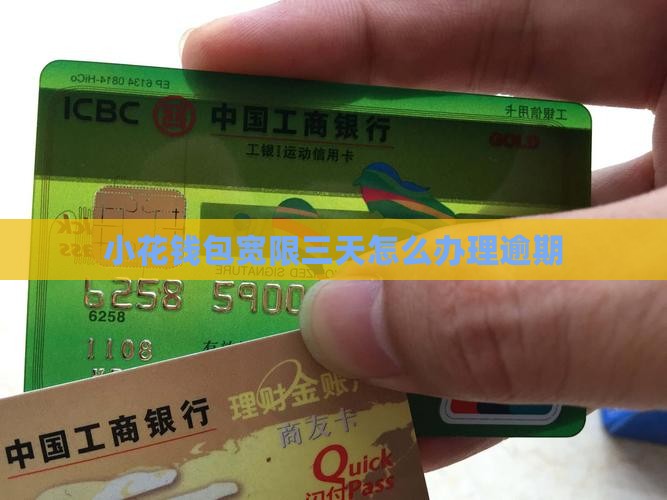 EP 6134 0814-HiCo
ICBC 中国工商银行
工银信用卡
工银I运动信用卡
GOLD
小花钱包宽限三天怎么办理逾期
SIGNATURE
6258 5900
6258
1108
理财金账户
中国工商银行
商友卡
Quick
闪付Pass